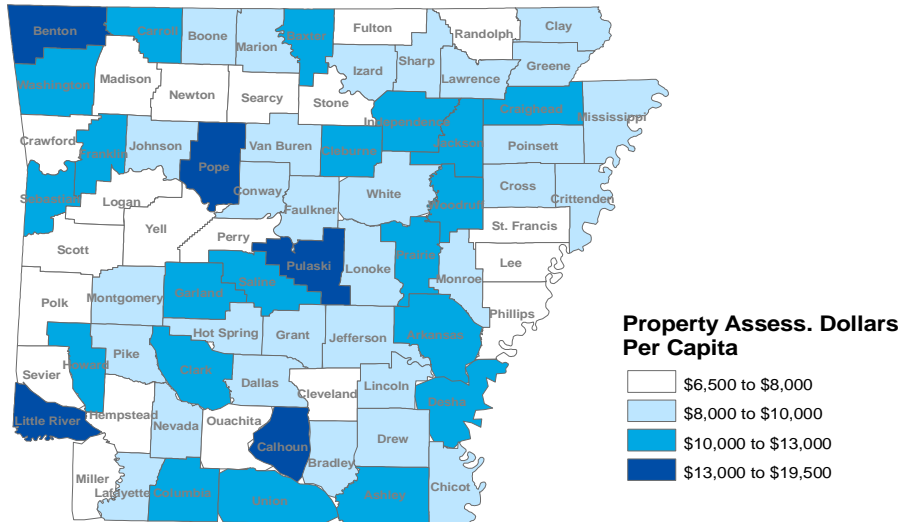 Benton
Carroll
Boone
Marion
Baxter
Fulton
Randolph
Clay
Izard
Sharp
Lawrence
Greene
Washington
Madison
Newton
Searcy
Stone
Independence
Craighead
Mississippi
Crawford
Franklin
Johnson
Pope
Van Buren
Cleburne
Jackson
Poinsett
Sebastian
Logan
Conway
Faulkner
White
Woodruff
Cross
Crittenden
Scott
Yell
Perry
Pulaski
Lonoke
Prairie
St. Francis
Lee
Monroe
Phillips
Polk
Montgomery
Garland
Saline
Hot Spring
Grant
Jefferson
Arkansas
Sevier
Howard
Pike
Clark
Dallas
Cleveland
Lincoln
Desha
Little River
Hempstead
Nevada
Ouachita
Calhoun
Bradley
Drew
Miller
Lafayette
Columbia
Union
Ashley
Chicot
Property Assess. Dollars
Per Capita
$6,500 to $8,000
$8,000 to $10,000
$10,000 to $13,000
$13,000 to $19,500